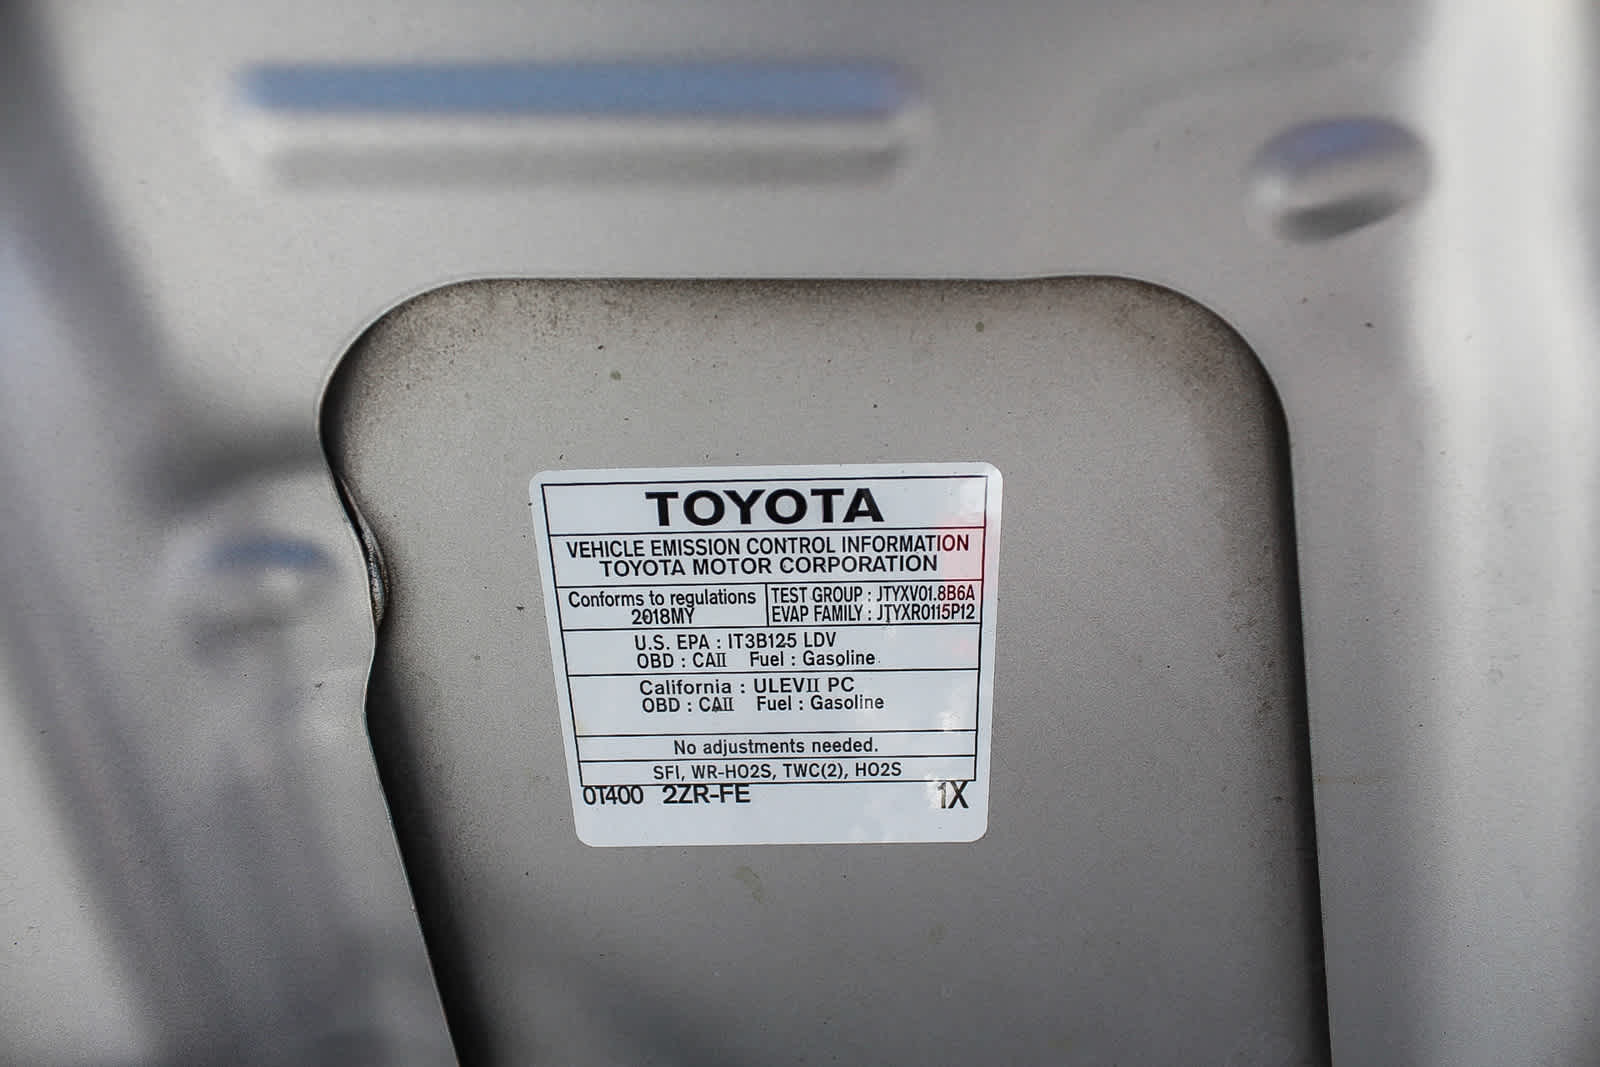 TOYOTA
VEHICLE EMISSION CONTROL INFORMATION
TOYOTA MOTOR CORPORATION
Conforms to regulations
2018MY
TEST GROUP : JTYXV01.8B6A
EVAP FAMILY : JTYXR0115P12
U.S. EPA : IT3B125 LDV
OBD : CAII Fuel : Gasoline
California : ULEVII PC
OBD : CAII Fuel : Gasoline
No adjustments needed.
SFI, WR-HO2S, TWC(2), HO2S
0T400 2ZR-FE 1X